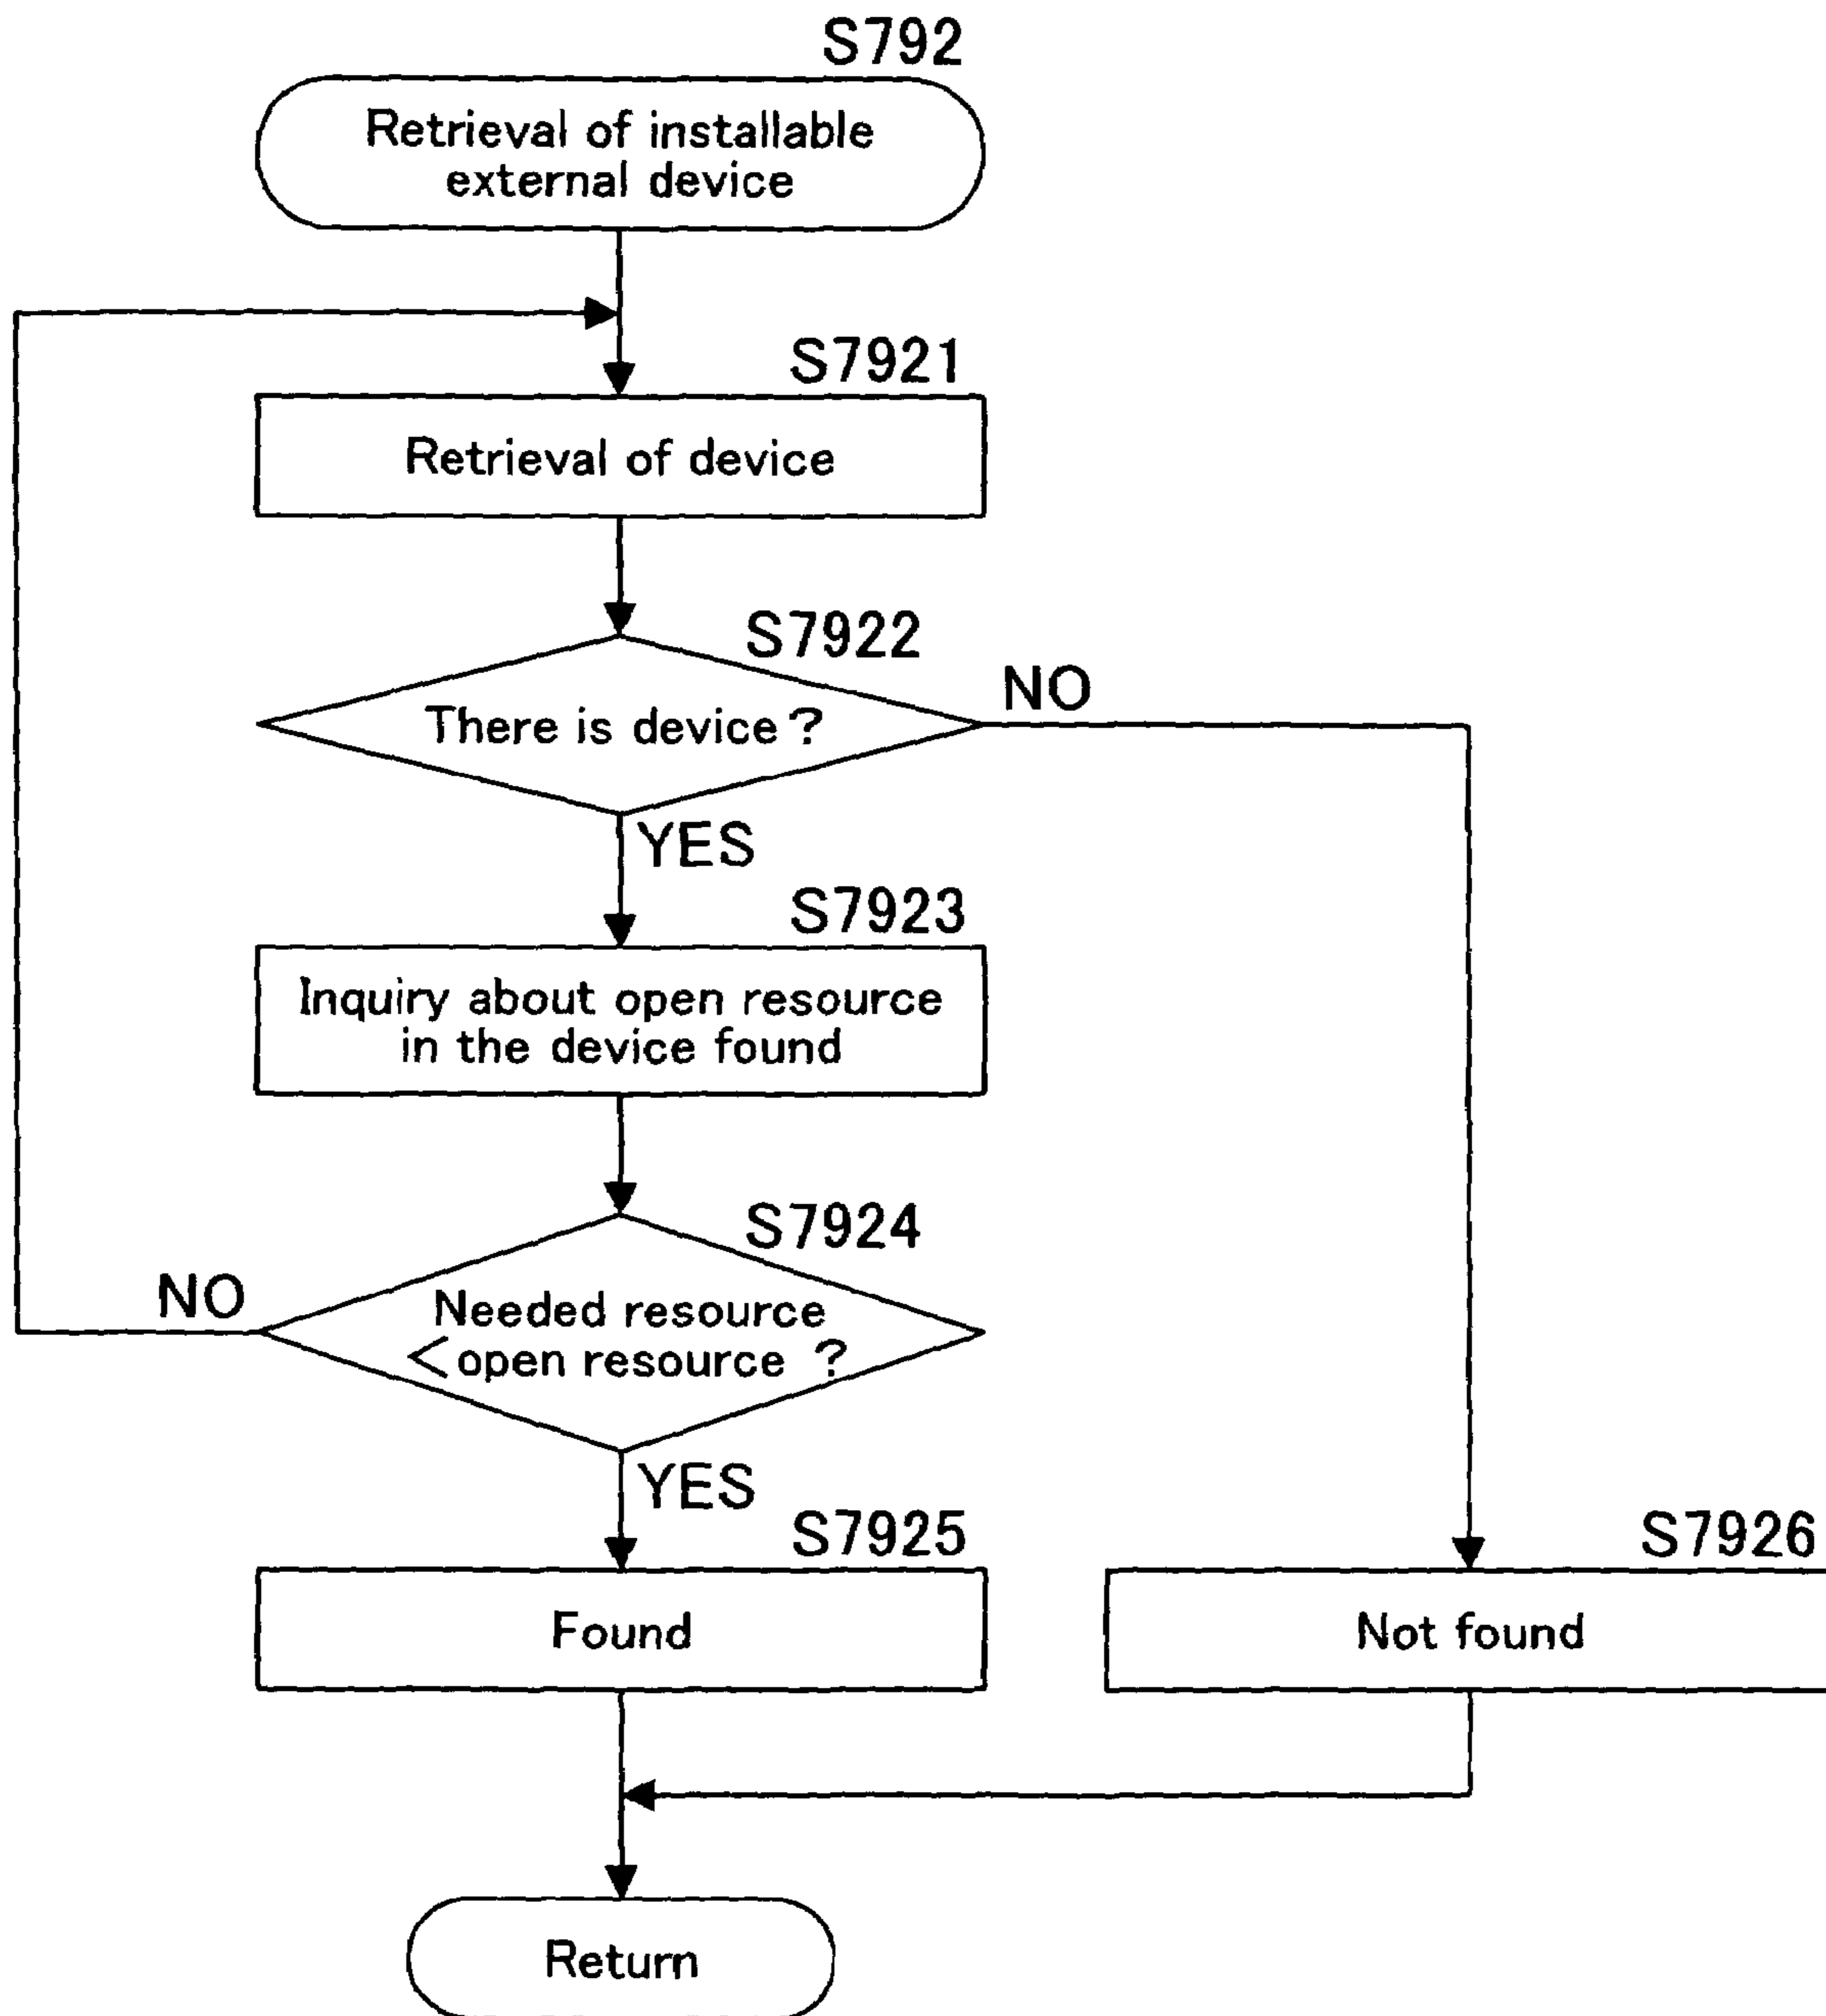 S792
Retrieval of installable
external device
S7921
Retrieval of device
S7922
There is device ?
NO
YES
S7923
Inquiry about open resource
in the device found
S7924
NO
Needed resource
< open resource ?
YES
S7925
Found
S7926
Not found
Return